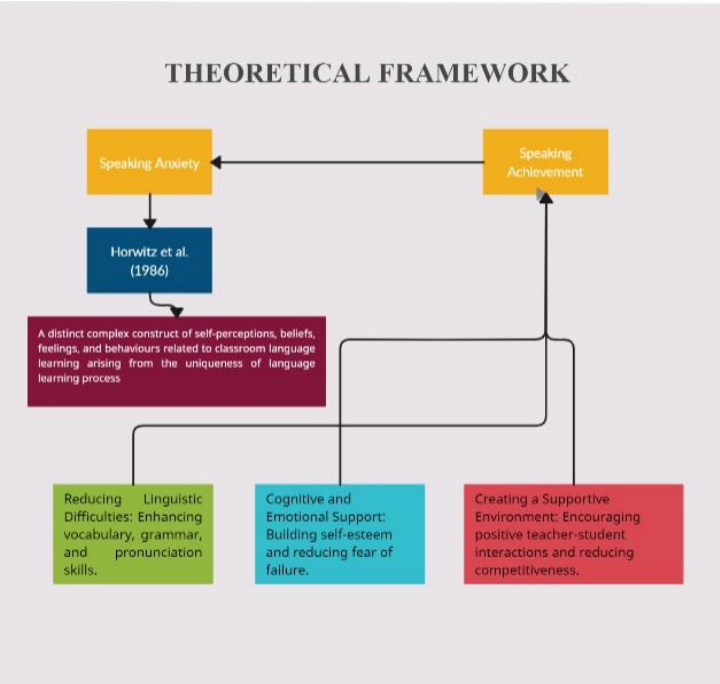 THEORETICAL FRAMEWORK
Speaking Anxiety
Speaking
Achievement
Horwitz et al.
(1986)
A distinct complex construct of self-perceptions, beliefs,
feelings, and behaviours related to classroom language
learning arising from the uniqueness of language
learning process
Reducing Linguistic
Difficulties: Enhancing
vocabulary, grammar,
and pronunciation
skills.
Cognitive and
Emotional Support:
Building self-esteem
and reducing fear of
failure.
Creating a Supportive
Environment: Encouraging
positive teacher-student
interactions and reducing
competitiveness.